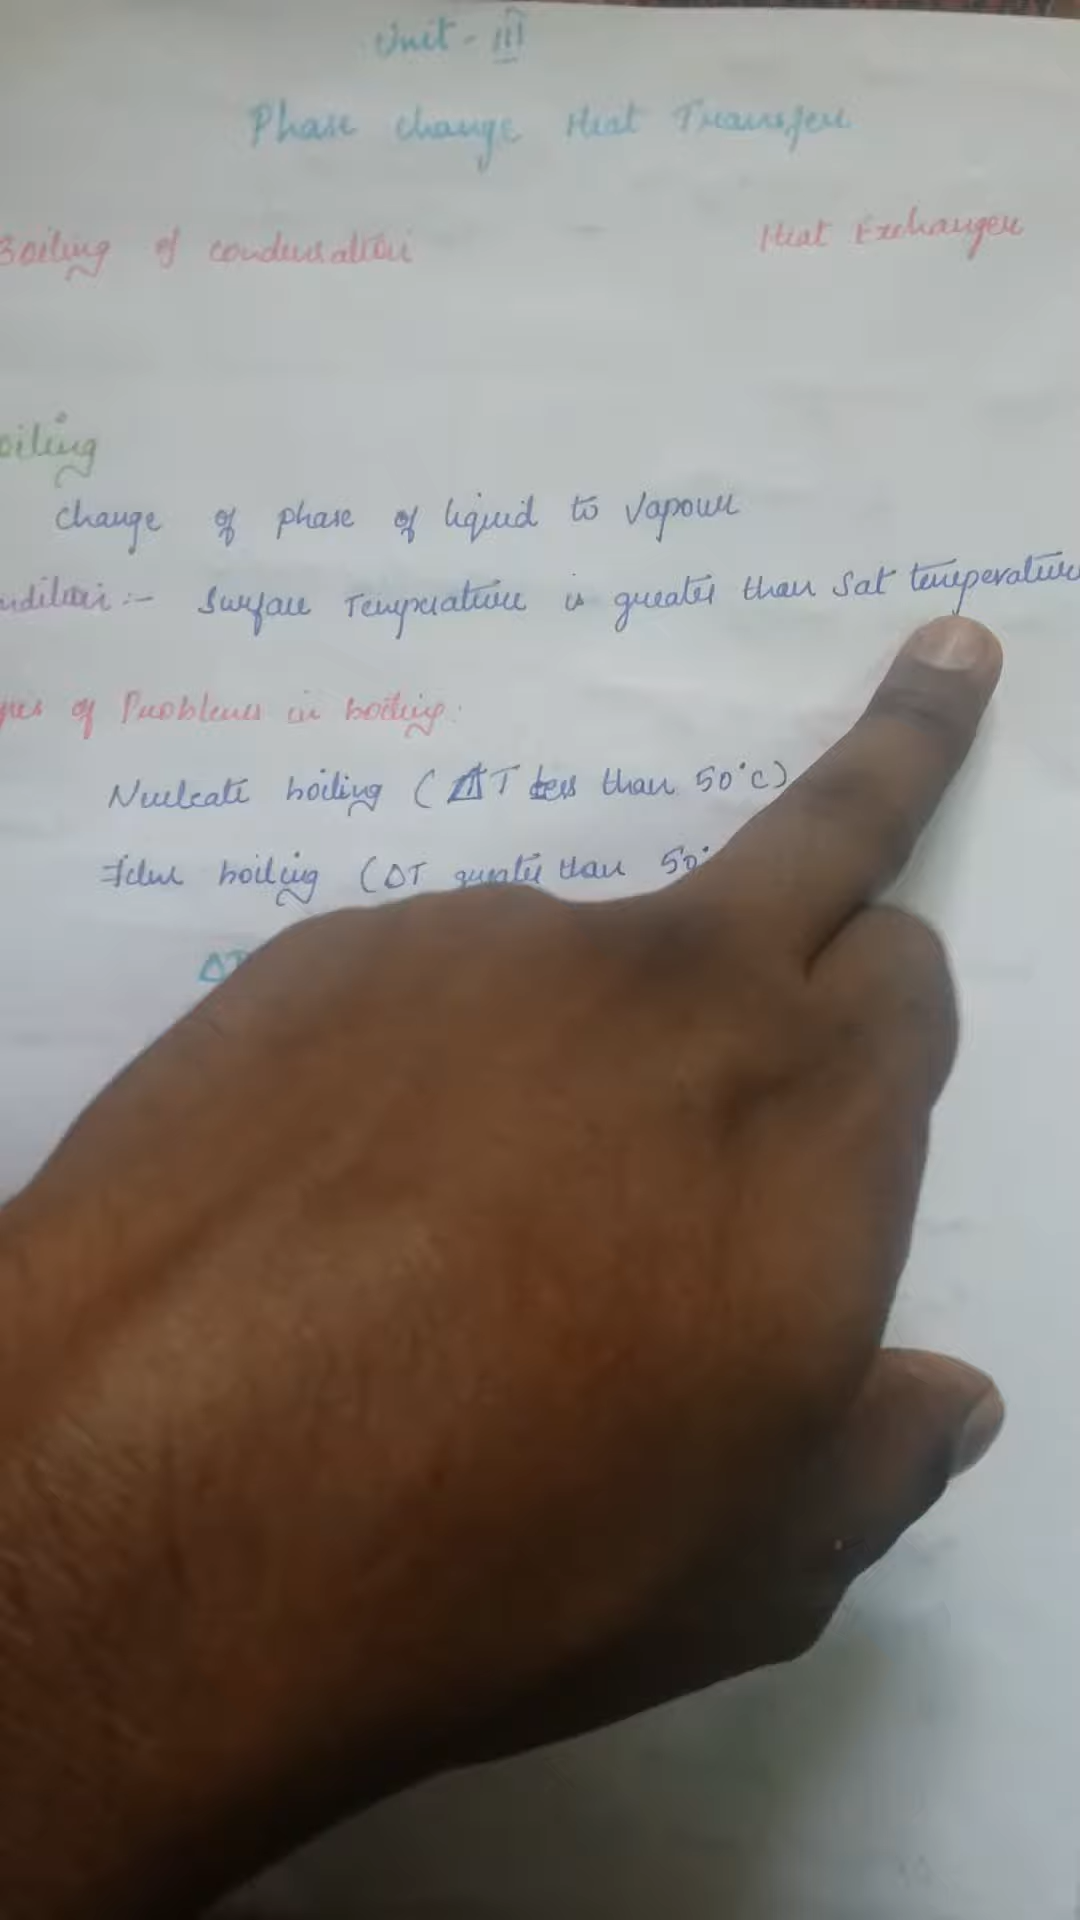 Unit - III
Phase change Heat Transfer
Boiling of condensation Heat Exchanger
oiling
Change of phase of liquid to Vapour
ndition :- Surface Temperature is greater than Sat temperature
pes of Problems in boiling.
Nucleate boiling (ΔT less than 50°C)
Film boiling (ΔT greater than 50°
ΔT